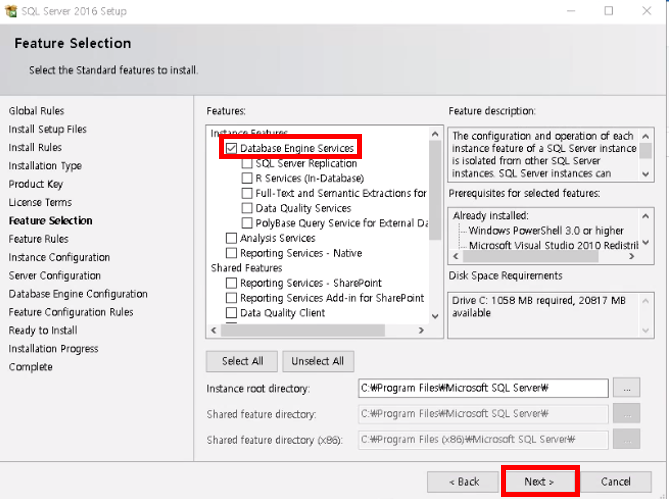 SQL Server 2016 Setup
Feature Selection
Select the Standard features to install.
Global Rules
Install Setup Files
Install Rules
Installation Type
Product Key
License Terms
Feature Selection
Feature Rules
Instance Configuration
Server Configuration
Database Engine Configuration
Feature Configuration Rules
Ready to Install
Installation Progress
Complete
Features:
Instance Features
Database Engine Services
SQL Server Replication
R Services (In-Database)
Full-Text and Semantic Extractions for
Data Quality Services
PolyBase Query Service for External Da
Analysis Services
Reporting Services - Native
Shared Features
Reporting Services - SharePoint
Reporting Services Add-in for SharePoint
Data Quality Client
Select All
Unselect All
Feature description:
The configuration and operation of each
instance feature of a SQL Server instance
is isolated from other SQL Server
instances. SQL Server instances can
Prerequisites for selected features:
Already installed:
Windows PowerShell 3.0 or higher
Microsoft Visual Studio 2010 Redistril
Disk Space Requirements
Drive C: 1058 MB required, 20817 MB
available
Instance root directory:
C:₩Program Files₩Microsoft SQL Server₩
...
Shared feature directory:
C:₩Program Files₩Microsoft SQL Server₩
...
Shared feature directory (x86):
C:₩Program Files (x86)₩Microsoft SQL Server₩
...
< Back
Next >
Cancel